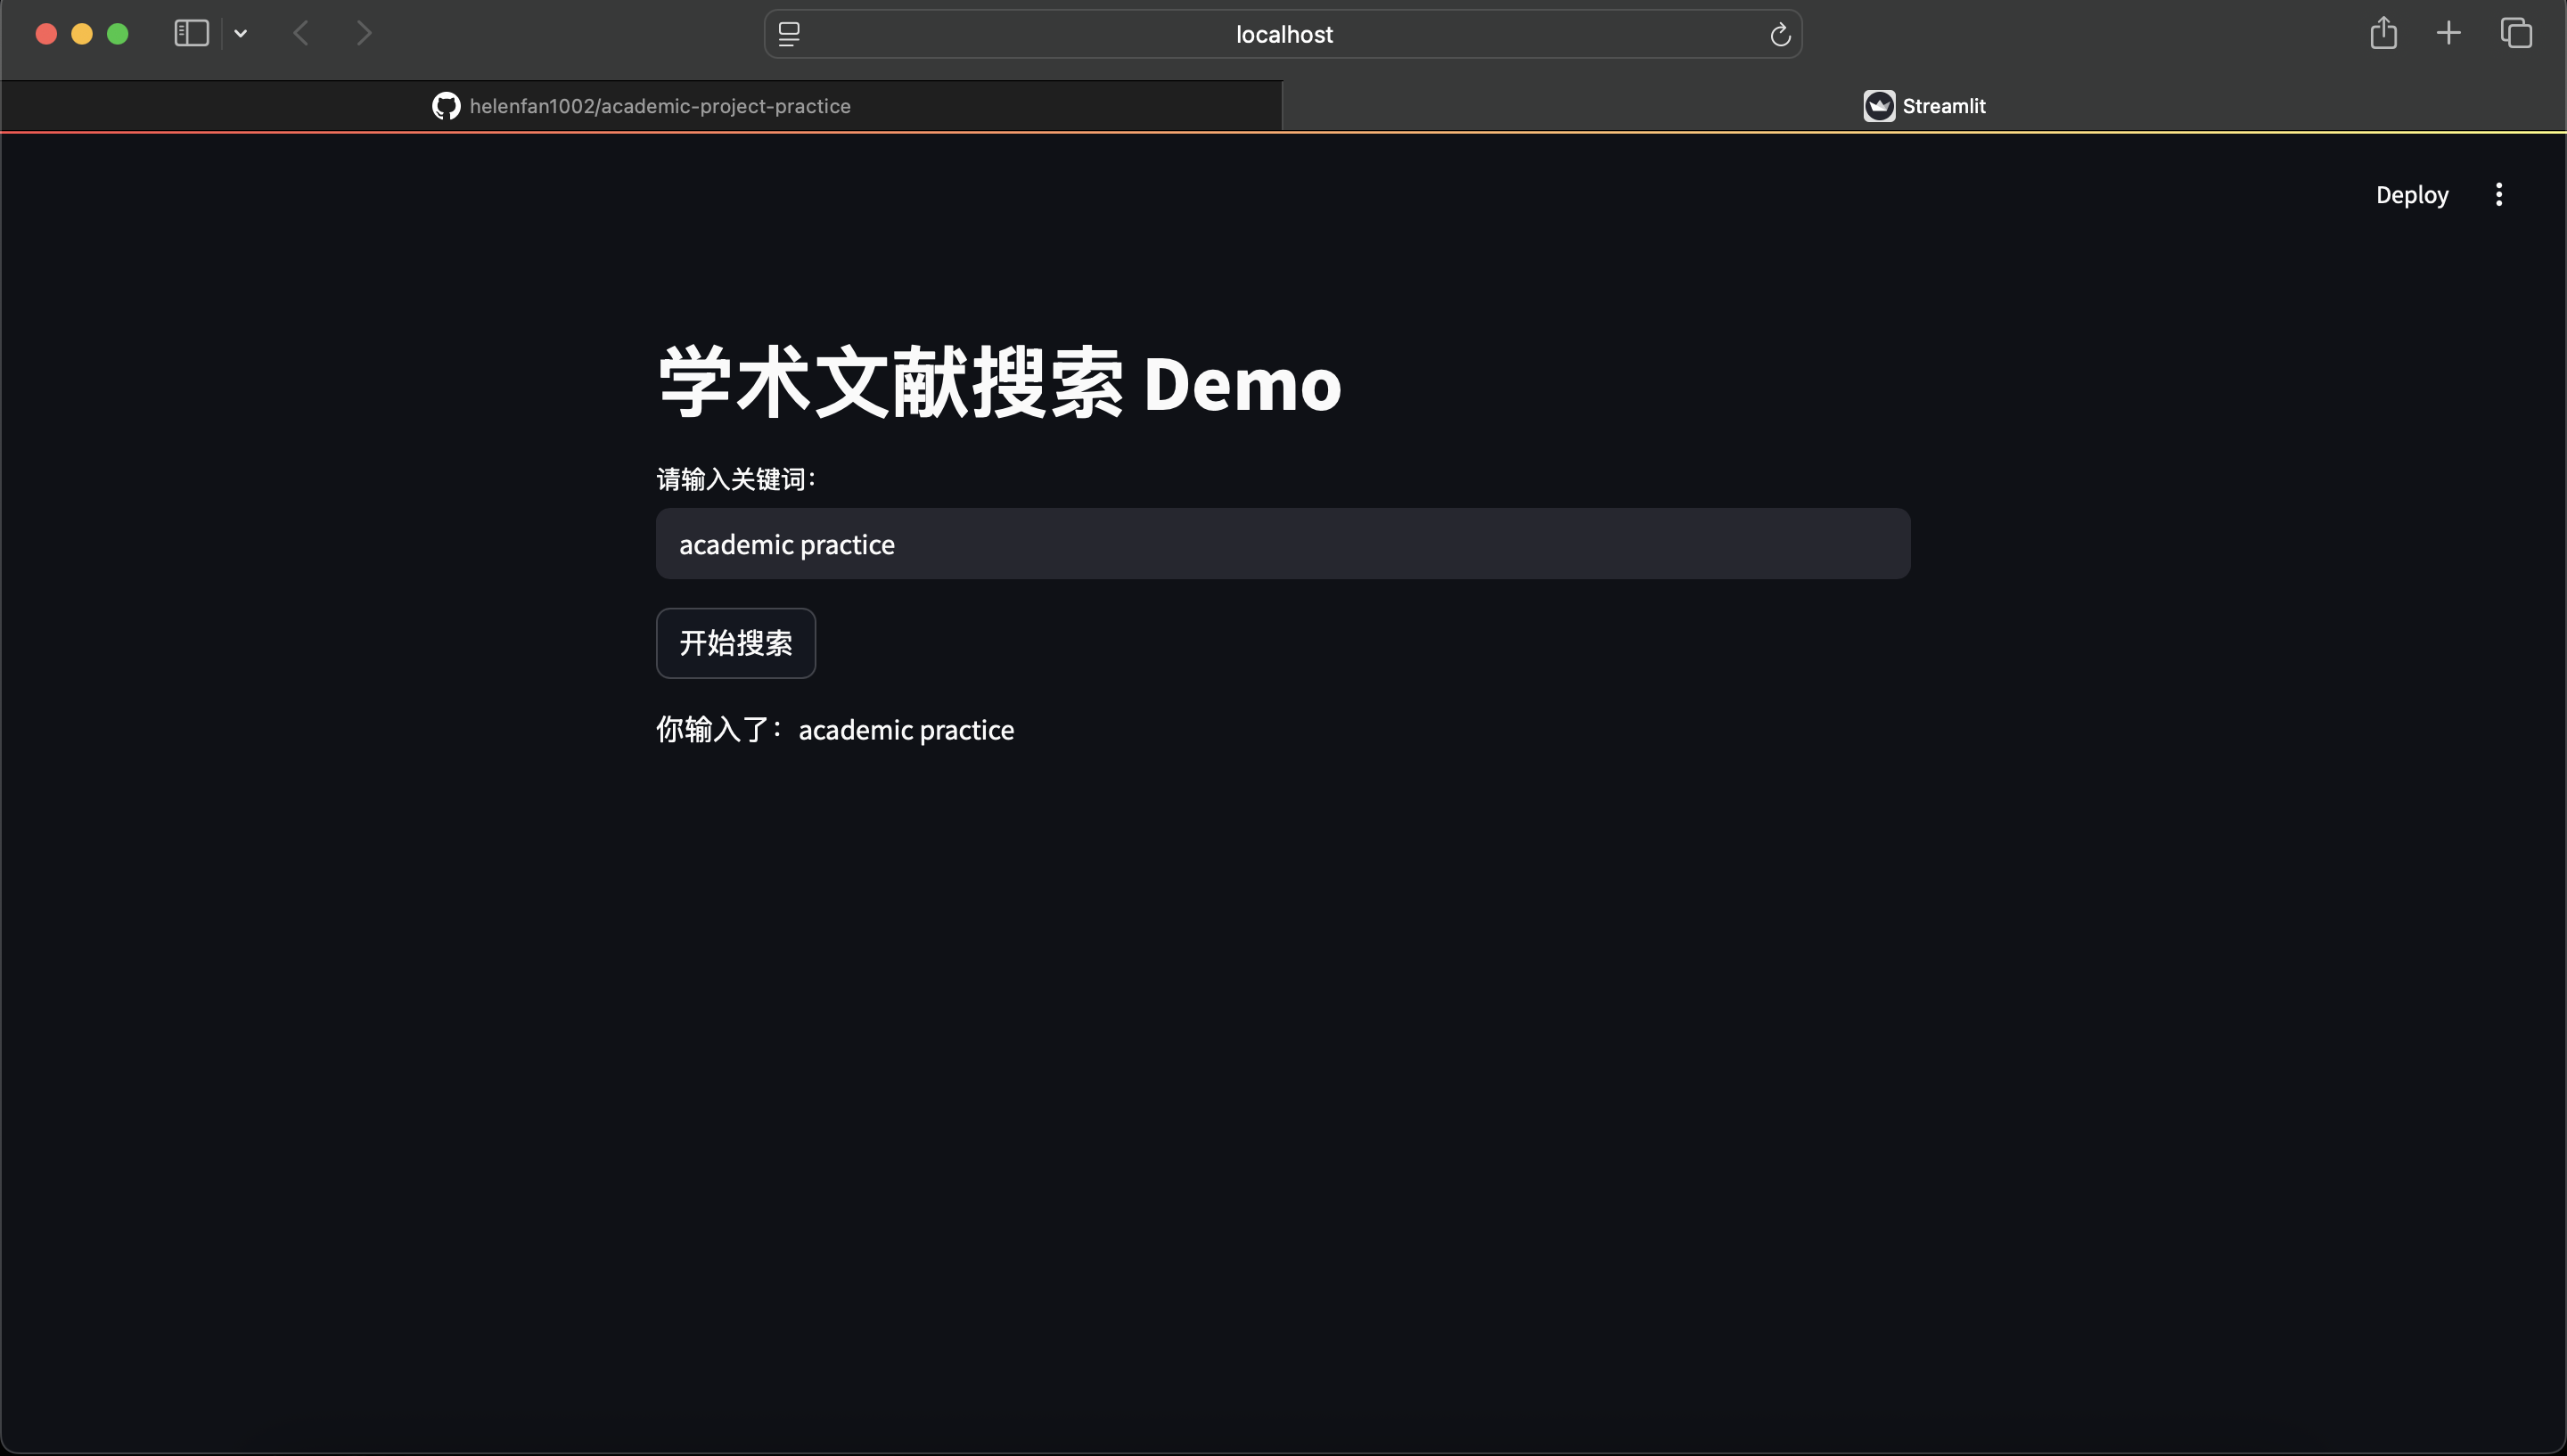 localhost
helenfan1002/academic-project-practice
Streamlit
Deploy
学术文献搜索 Demo
请输入关键词：
academic practice
开始搜索
你输入了：academic practice